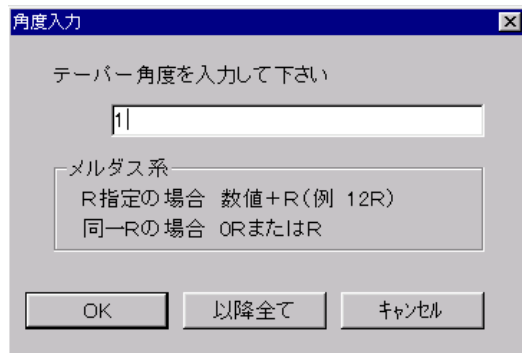 角度入力
テーパー角度を入力して下さい
1
メルダス系
R指定の場合 数値+R(例 12R)
同一Rの場合 0RまたはR
OK 以降全て ｷｬﾝｾﾙ